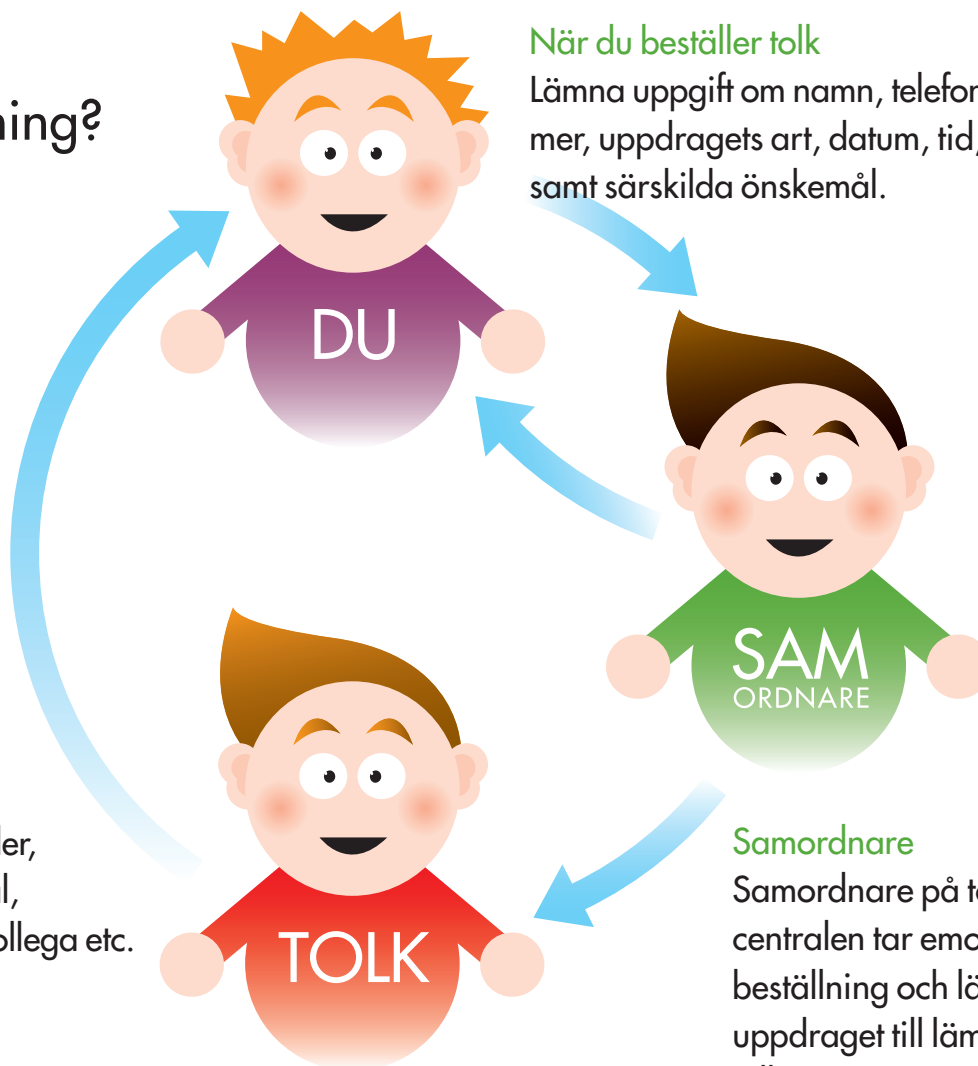 ning?
När du beställer tolk
Lämna uppgift om namn, telefon
mer, uppdragets art, datum, tid,
samt särskilda önskemål.
DU
SAM
ORDNARE
TOLK
ler,
l,
ollega etc.
Samordnare
Samordnare på to
centralen tar emo
beställning och lä
uppdraget till läm